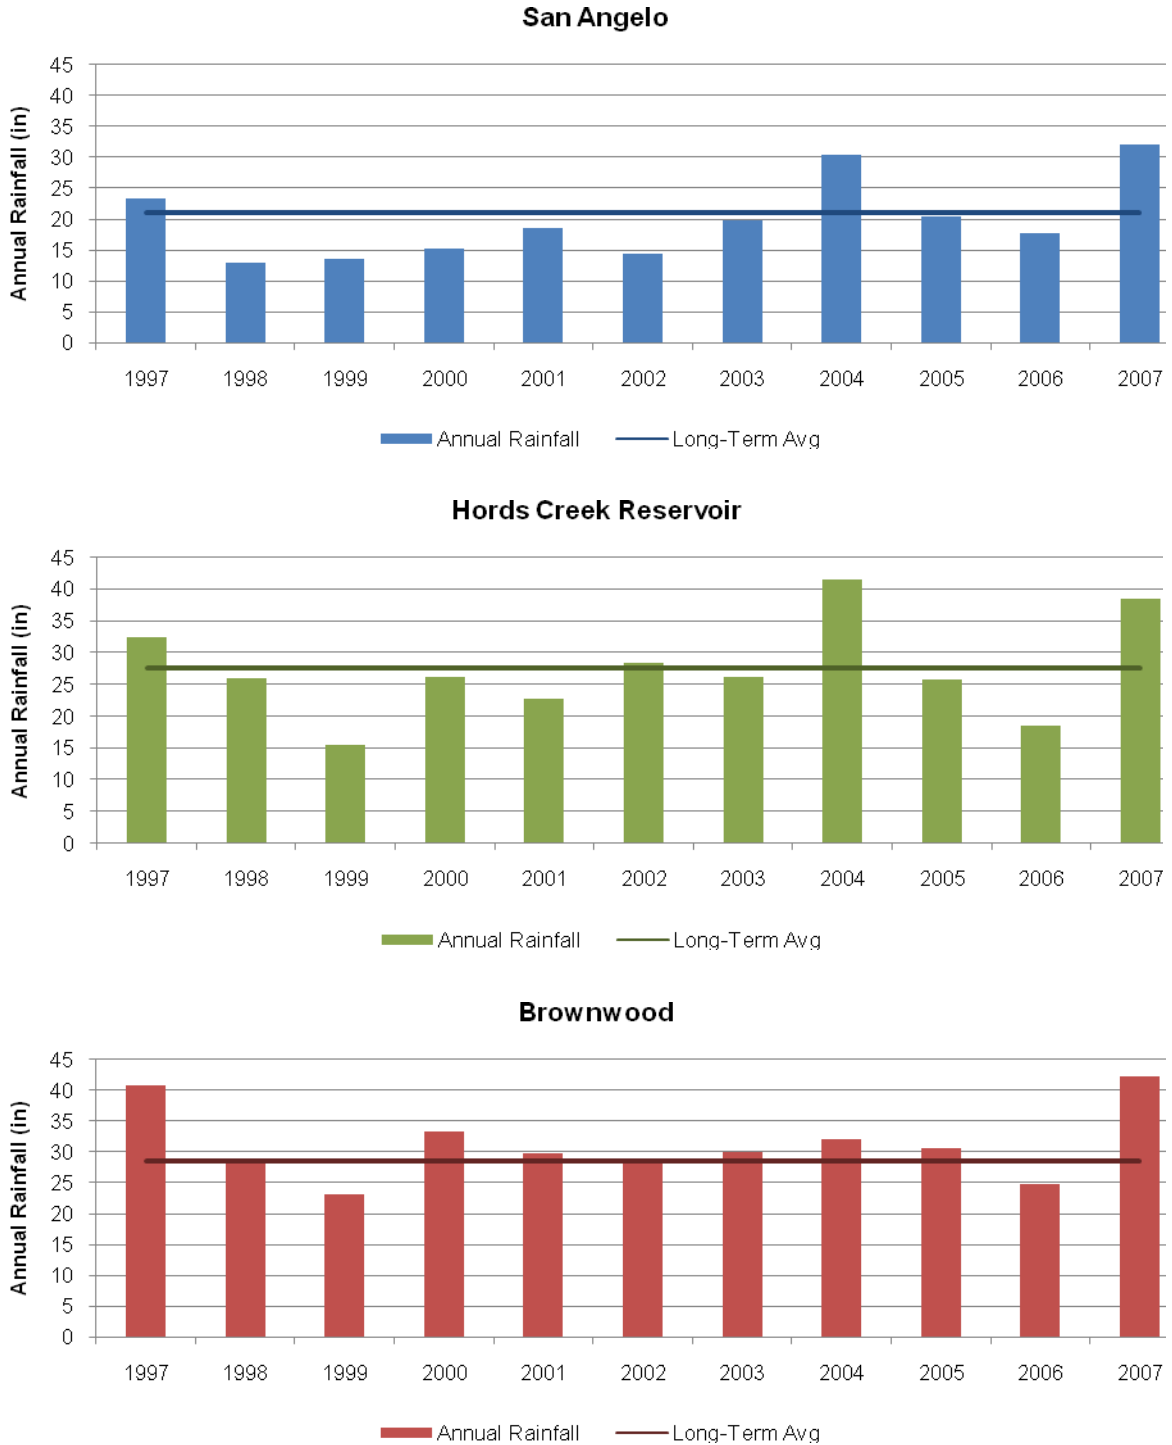 San Angelo
Annual Rainfall (in)
45
40
35
30
25
20
15
10
5
0
1997 1998 1999 2000 2001 2002 2003 2004 2005 2006 2007
Annual Rainfall Long-Term Avg
Hords Creek Reservoir
Annual Rainfall (in)
45
40
35
30
25
20
15
10
5
0
1997 1998 1999 2000 2001 2002 2003 2004 2005 2006 2007
Annual Rainfall Long-Term Avg
Brownwood
Annual Rainfall (in)
45
40
35
30
25
20
15
10
5
0
1997 1998 1999 2000 2001 2002 2003 2004 2005 2006 2007
Annual Rainfall Long-Term Avg